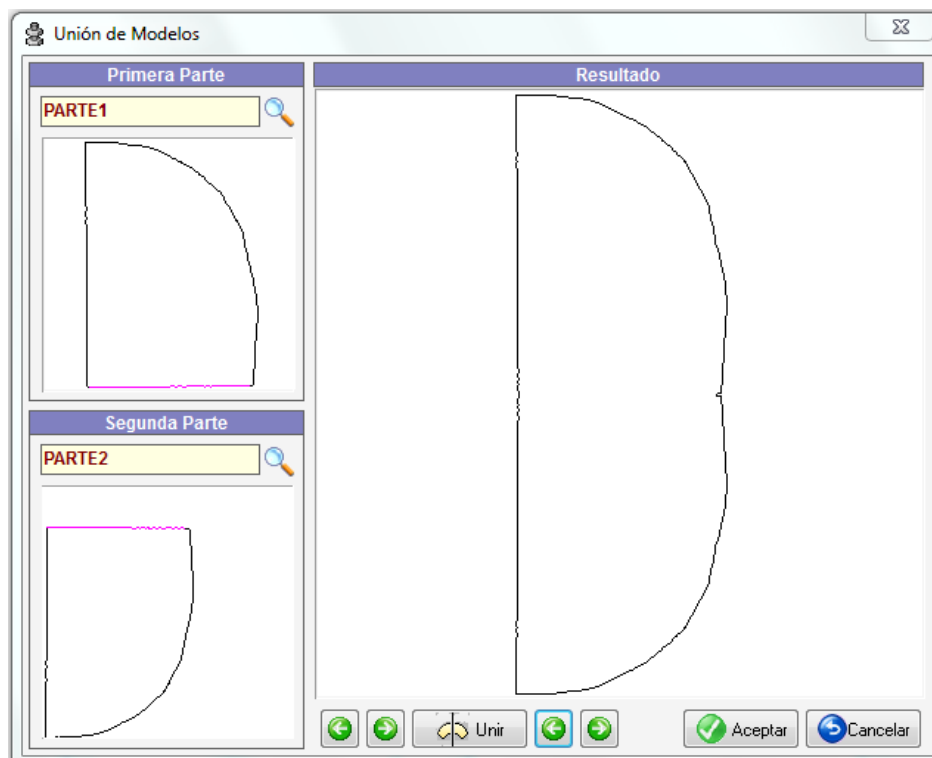 Unión de Modelos
Primera Parte
PARTE1
Segunda Parte
PARTE2
Resultado
Unir
Aceptar
Cancelar